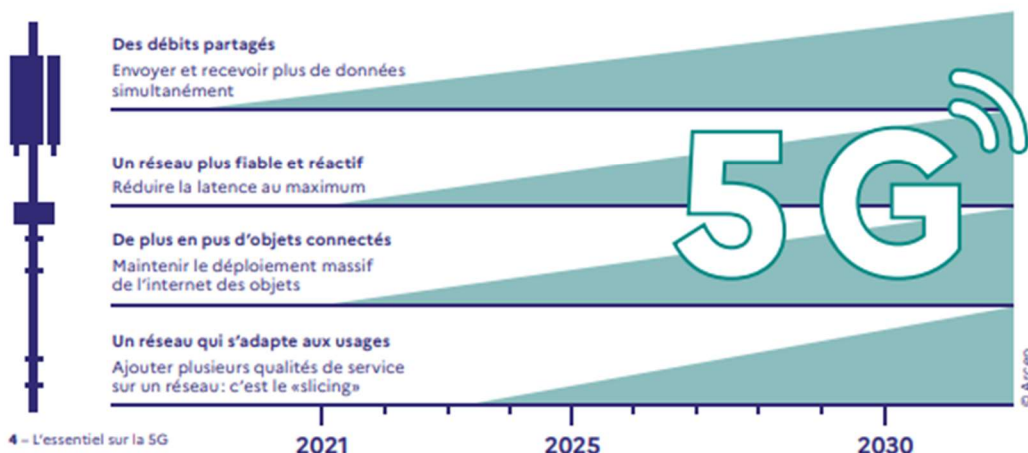 Des débits partagés
Envoyer et recevoir plus de données
simultanément
Un réseau plus fiable et réactif
Réduire la latence au maximum
De plus en pus d'objets connectés
Maintenir le déploiement massif
de l'internet des objets
Un réseau qui s'adapte aux usages
Ajouter plusieurs qualités de service
sur un réseau: c'est le «slicing»
5G
© Arcep
4 – L'essentiel sur la 5G
2021
2025
2030